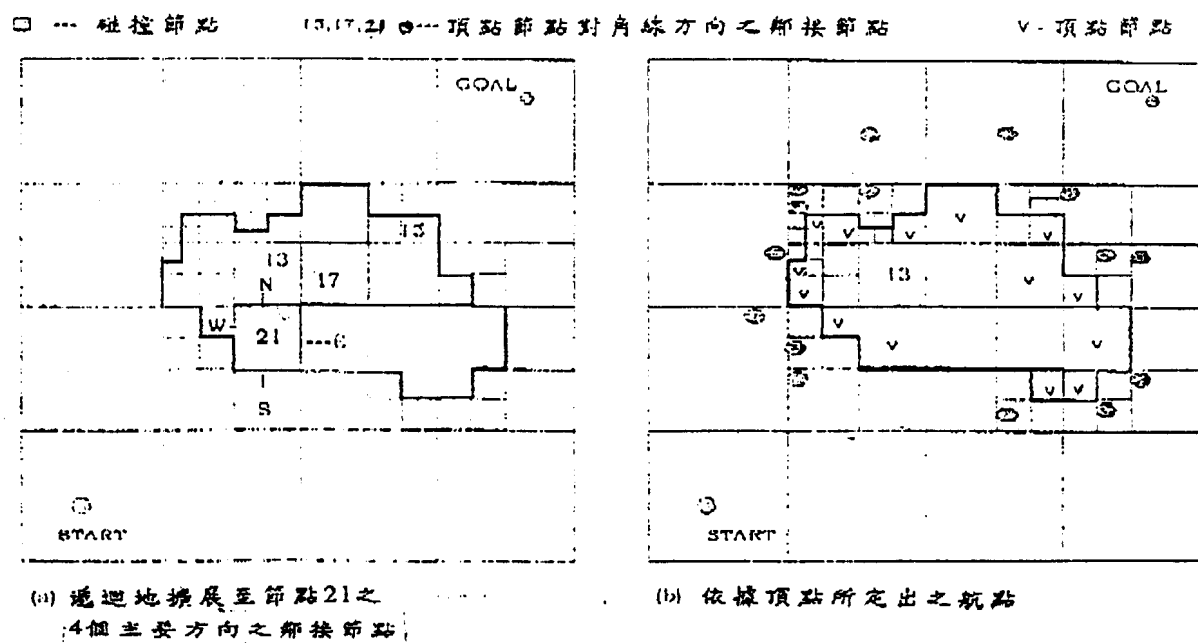 □ --- 碰撞節點 13,17,21 --- 頂點節點對角線方向之鄰接節點 V - 頂點節點
GOAL
15
13
N
17
W
21 ---E
S
START
GOAL
V
V
V
V
V
V
13
V
V
V
V
V
V
V
V
START
(a) 遞迴地擴展至節點21之
4個主要方向之鄰接節點
(b) 依據頂點所定出之航點